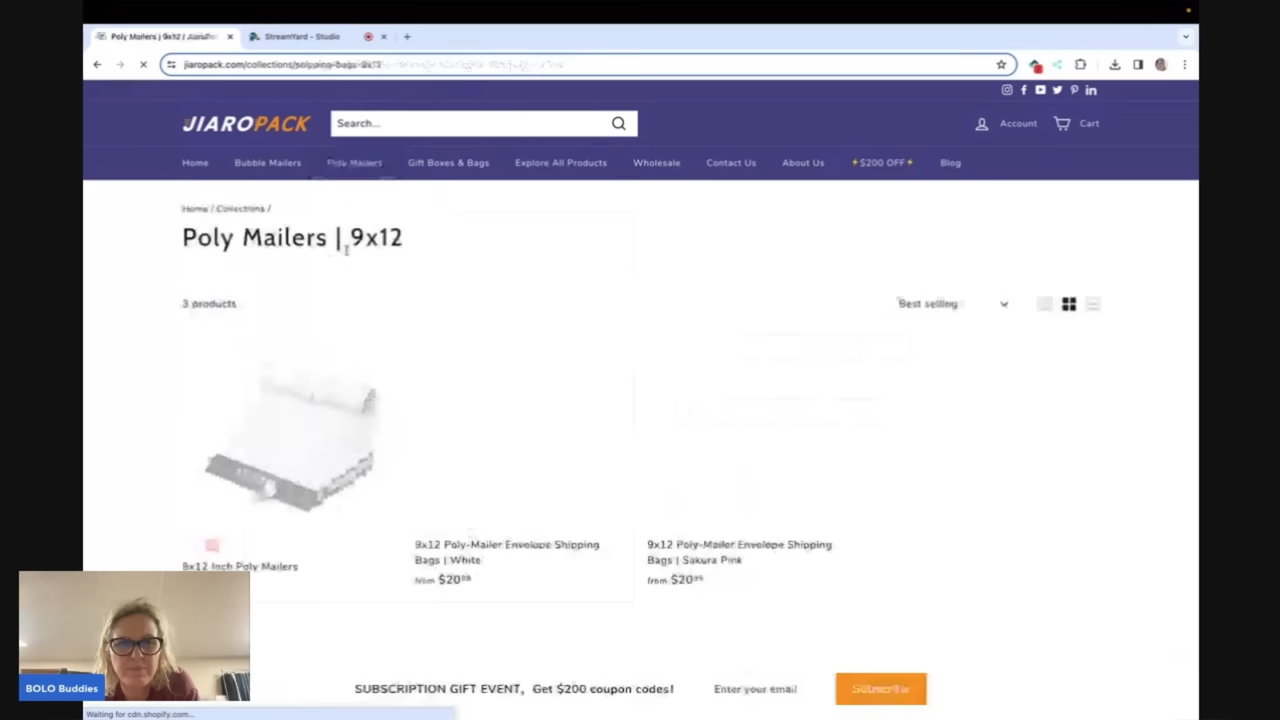 Poly Mailers | 9x12 / JiaroPa
StreamYard - Studio
jiaropack.com/collections/
JIAROPACK
Search...
Account
Cart
Home
Bubble Mailers
Poly Mailers
Gift Boxes & Bags
Explore All Products
Wholesale
Contact Us
About Us
⚡$200 OFF⚡
Blog
Home / Collections /
Poly Mailers | 9x12
3 products
Best selling
9x12 Inch Poly Mailers
9x12 Poly-Mailer Envelope Shipping
Bags | White
from $20
9x12 Poly-Mailer Envelope Shipping
Bags | Sakura Pink
from $20
SUBSCRIPTION GIFT EVENT, Get $200 coupon codes!
Enter your email
Subscribe
BOLO Buddies
Waiting for cdn.shopify.com...